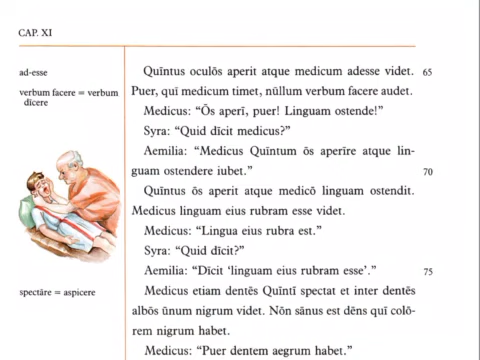 CAP. XI
ad-esse
verbum facere = verbum
dīcere
spectāre = aspicere
Quīntus oculōs aperit atque medicum adesse videt. 65
Puer, quī medicum timet, nūllum verbum facere audet.
Medicus: “Ōs aperī, puer! Linguam ostende!”
Syra: “Quid dīcit medicus?”
Aemilia: “Medicus Quīntum ōs aperīre atque lin-
guam ostendere iubet.” 70
Quīntus ōs aperit atque medicō linguam ostendit.
Medicus linguam eius rubram esse videt.
Medicus: “Lingua eius rubra est.”
Syra: “Quid dīcit?”
Aemilia: “Dīcit ‘linguam eius rubram esse’.” 75
Medicus etiam dentēs Quīntī spectat et inter dentēs
albōs ūnum nigrum videt. Nōn sānus est dēns quī colō-
rem nigrum habet.
Medicus: “Puer dentem aegrum habet.”